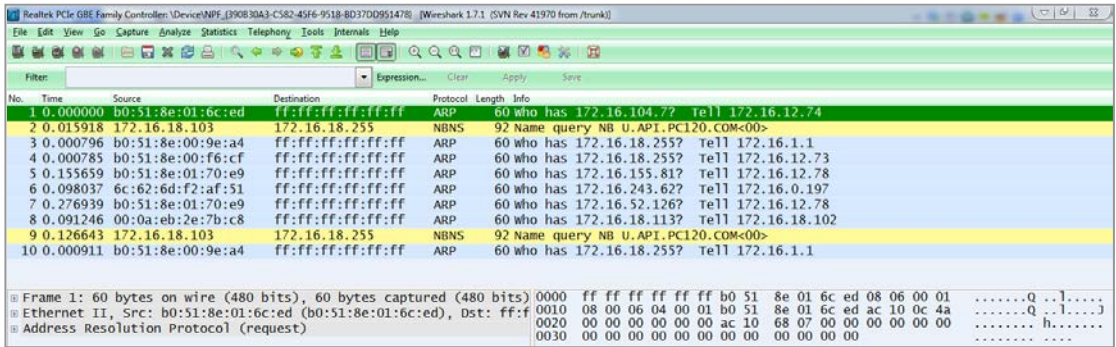 Realtek PCIe GBE Family Controller: \Device\NPF_{390B30A3-C582-45F6-9518-BD37DD951478} [Wireshark 1.7.1 (SVN Rev 41970 from /trunk)]
File Edit View Go Capture Analyze Statistics Telephony Tools Internals Help
Filter: Expression... Clear Apply Save
No. Time Source Destination Protocol Length Info
1 0.000000 b0:51:8e:01:6c:ed ff:ff:ff:ff:ff:ff ARP 60 Who has 172.16.104.7? Tell 172.16.12.74
2 0.015918 172.16.18.103 172.16.18.255 NBNS 92 Name query NB U.API.PC120.COM<00>
3 0.000796 b0:51:8e:00:9e:a4 ff:ff:ff:ff:ff:ff ARP 60 Who has 172.16.18.255? Tell 172.16.1.1
4 0.000785 b0:51:8e:00:f6:cf ff:ff:ff:ff:ff:ff ARP 60 Who has 172.16.18.255? Tell 172.16.12.73
5 0.155659 b0:51:8e:01:70:e9 ff:ff:ff:ff:ff:ff ARP 60 Who has 172.16.155.81? Tell 172.16.12.78
6 0.098037 6c:62:6d:f2:af:51 ff:ff:ff:ff:ff:ff ARP 60 Who has 172.16.243.62? Tell 172.16.0.197
7 0.276939 b0:51:8e:01:70:e9 ff:ff:ff:ff:ff:ff ARP 60 Who has 172.16.52.126? Tell 172.16.12.78
8 0.091246 00:0a:eb:2e:7b:c8 ff:ff:ff:ff:ff:ff ARP 60 Who has 172.16.18.113? Tell 172.16.18.102
9 0.126643 172.16.18.103 172.16.18.255 NBNS 92 Name query NB U.API.PC120.COM<00>
10 0.000911 b0:51:8e:00:9e:a4 ff:ff:ff:ff:ff:ff ARP 60 Who has 172.16.18.255? Tell 172.16.1.1
Frame 1: 60 bytes on wire (480 bits), 60 bytes captured (480 bits)
Ethernet II, Src: b0:51:8e:01:6c:ed (b0:51:8e:01:6c:ed), Dst: ff:f
Address Resolution Protocol (request)
0000 ff ff ff ff ff ff b0 51 8e 01 6c ed 08 06 00 01 .......Q ..l.....
0010 08 00 06 04 00 01 b0 51 8e 01 6c ed ac 10 0c 4a .......Q ..l....J
0020 00 00 00 00 00 00 ac 10 68 07 00 00 00 00 00 00 ........ h.......
0030 00 00 00 00 00 00 00 00 00 00 00 00 ........ ....